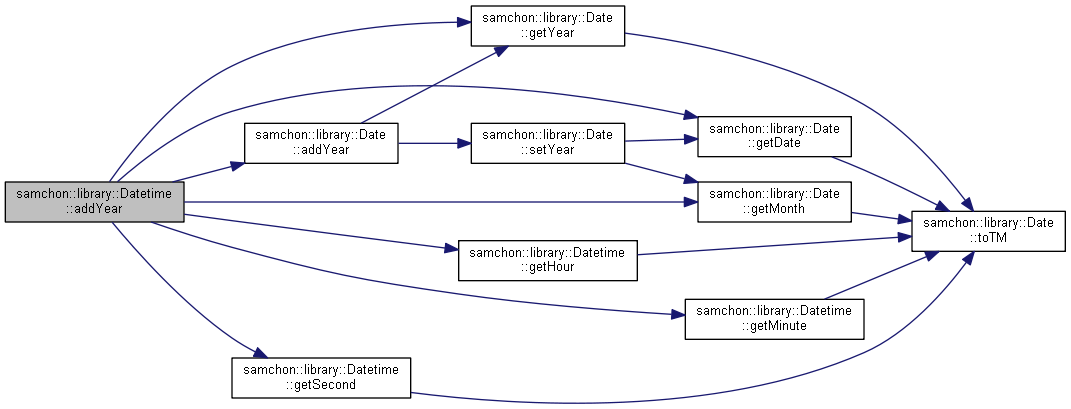 samchon::library::Date
::getYear
samchon::library::Date
::addYear
samchon::library::Date
::setYear
samchon::library::Date
::getDate
samchon::library::Datetime
::addYear
samchon::library::Date
::getMonth
samchon::library::Date
::toTM
samchon::library::Datetime
::getHour
samchon::library::Datetime
::getMinute
samchon::library::Datetime
::getSecond